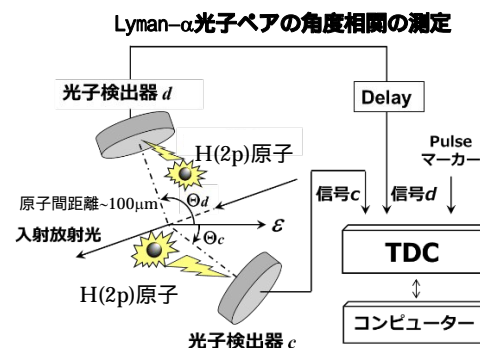 Lyman-α光子ペアの角度相関の測定
光子検出器 d
Delay
H(2p)原子
Pulse
マーカー
信号c
信号d
原子間距離~100μm
Θd
入射放射光
ε
Θc
TDC
H(2p)原子
コンピューター
光子検出器 c